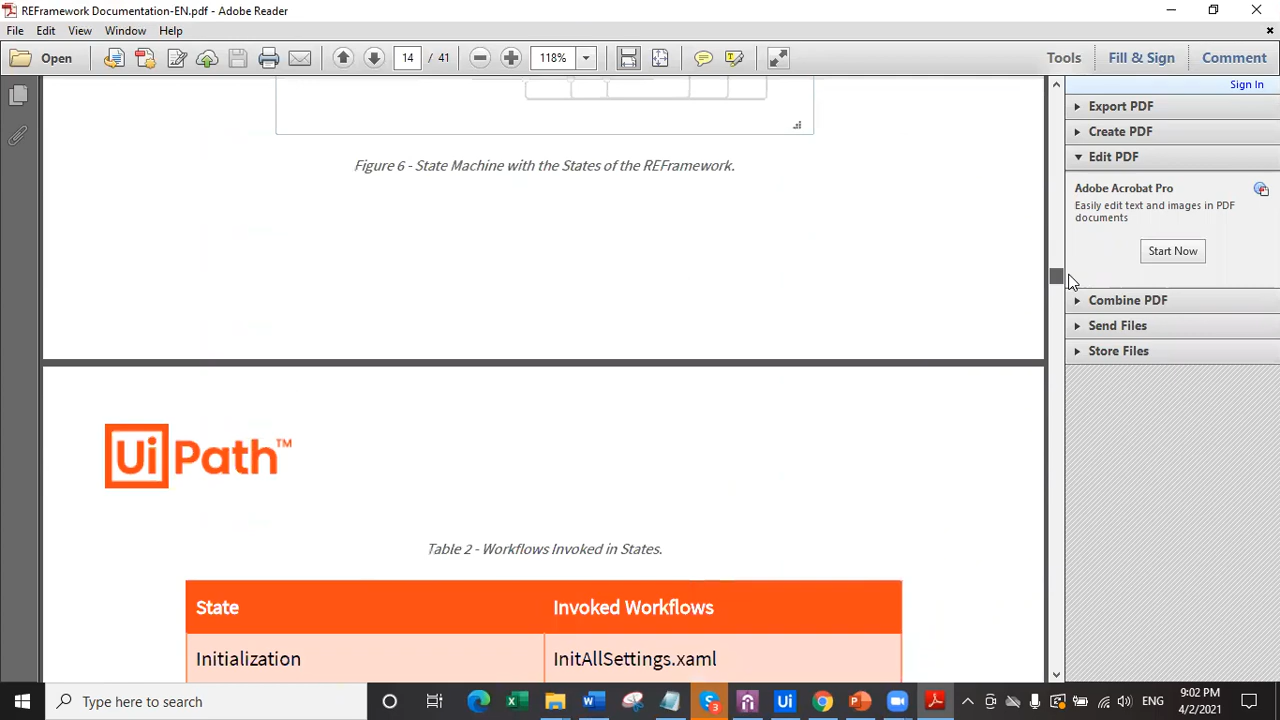 REFramework Documentation-EN.pdf - Adobe Reader
File Edit View Window Help
Open 14 / 41 118% Tools Fill & Sign Comment
Sign In
Export PDF
Create PDF
Edit PDF
Adobe Acrobat Pro
Easily edit text and images in PDF
documents
Start Now
Combine PDF
Send Files
Store Files
Figure 6 - State Machine with the States of the REFramework.
UiPath™
Table 2 - Workflows Invoked in States.
State Invoked Workflows
Initialization InitAllSettings.xaml
Type here to search
ENG
9:02 PM
4/2/2021